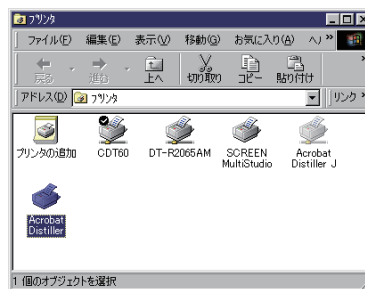 プリンタ
ファイル(F) 編集(E) 表示(V) 移動(G) お気に入り(A) ヘ) »
戻る 進む 上へ 切り取り コピー 貼り付け »
アドレス(D) プリンタ リンク »
プリンタの追加 CDT60 DT-R2065AM SCREEN MultiStudio Acrobat Distiller J
Acrobat Distiller
1 個のオブジェクトを選択